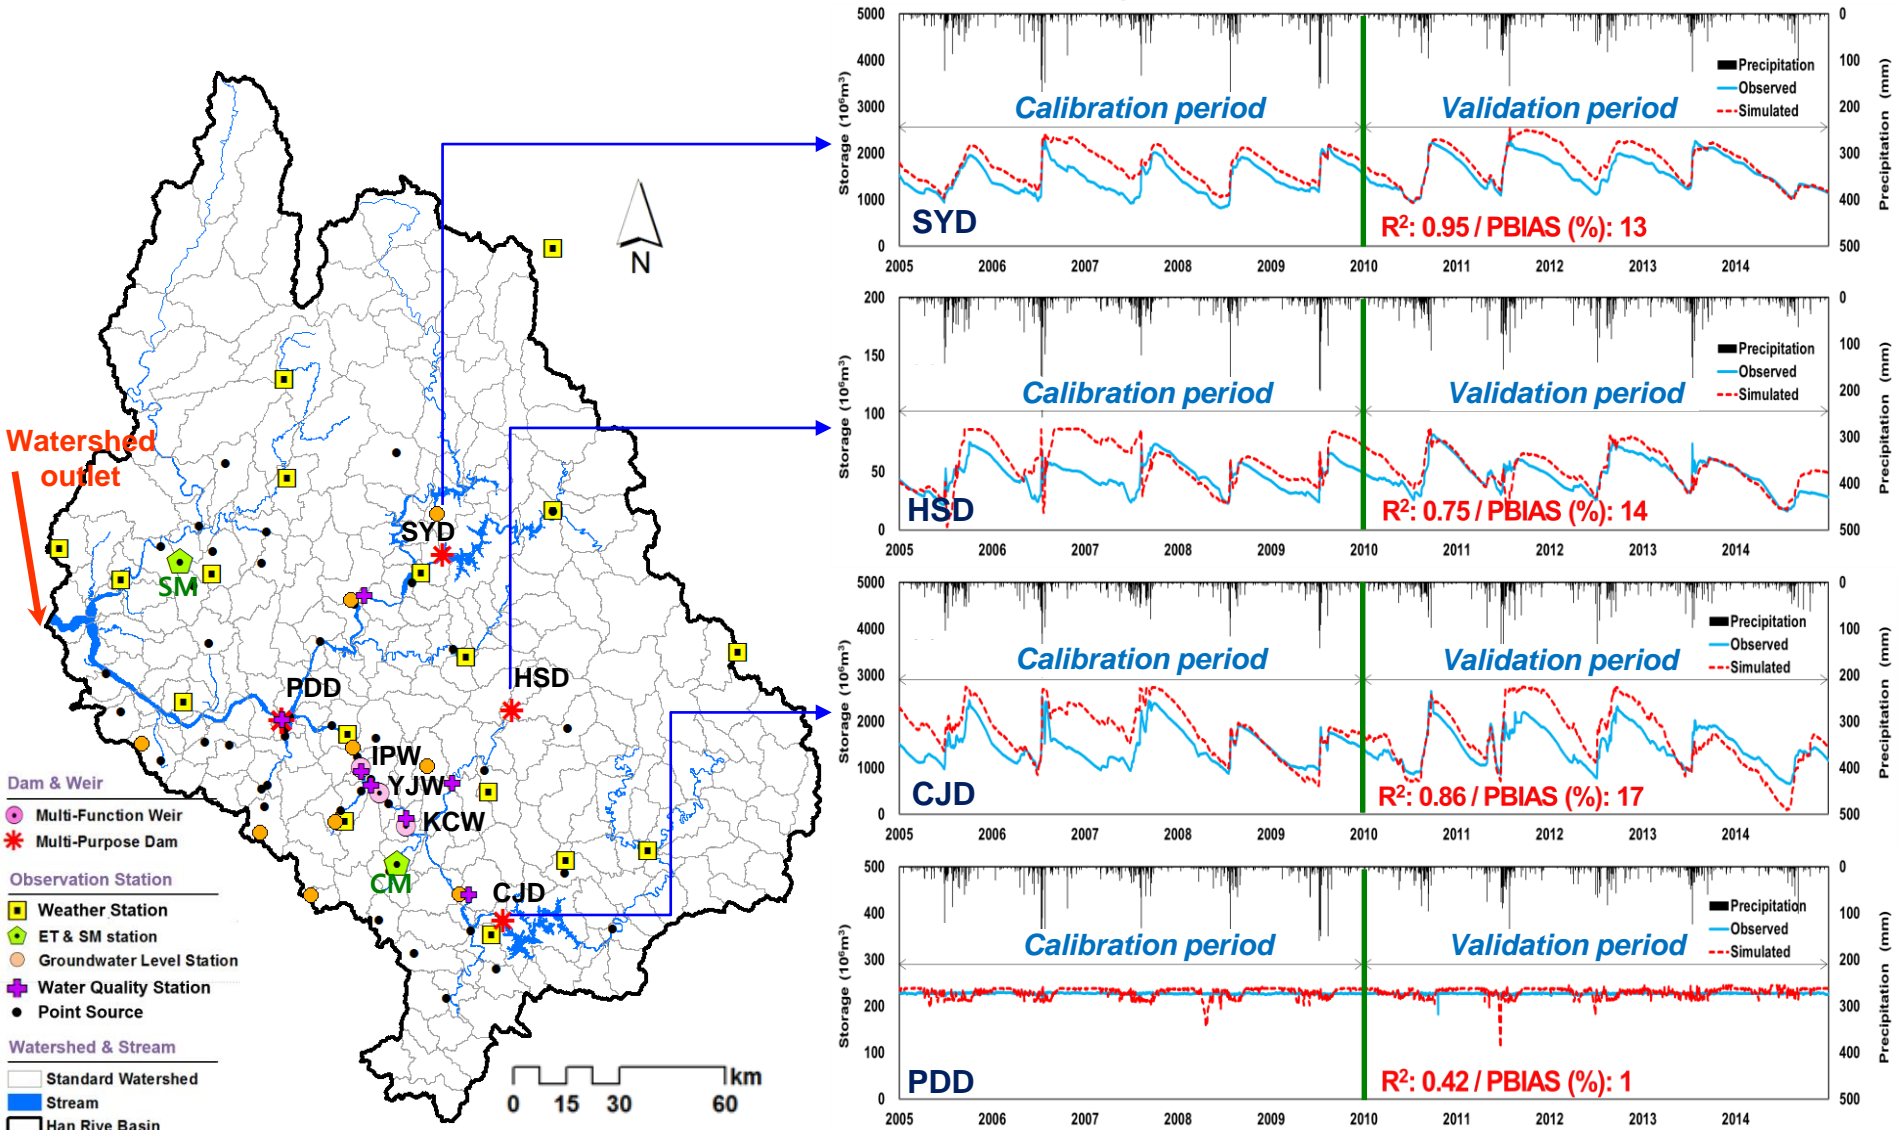 Watershed
outlet
N
SYD
SM
HSD
PDD
IPW
YJW
KCW
CM
CJD
Dam & Weir
Multi-Function Weir
Multi-Purpose Dam
Observation Station
Weather Station
ET & SM station
Groundwater Level Station
Water Quality Station
Point Source
Watershed & Stream
Standard Watershed
Stream
Han Rive Basin
km
0 15 30 60
Storage (10⁶m³)
5000
4000
3000
2000
1000
0
Calibration period
Validation period
Precipitation
Observed
Simulated
SYD
R²: 0.95 / PBIAS (%): 13
0
100
200
300
400
500
Precipitation (mm)
2005 2006 2007 2008 2009 2010 2011 2012 2013 2014
Storage (10⁶m³)
200
150
100
50
0
Calibration period
Validation period
Precipitation
Observed
Simulated
HSD
R²: 0.75 / PBIAS (%): 14
0
100
200
300
400
500
Precipitation (mm)
2005 2006 2007 2008 2009 2010 2011 2012 2013 2014
Storage (10⁶m³)
5000
4000
3000
2000
1000
0
Calibration period
Validation period
Precipitation
Observed
Simulated
CJD
R²: 0.86 / PBIAS (%): 17
0
100
200
300
400
500
Precipitation (mm)
2005 2006 2007 2008 2009 2010 2011 2012 2013 2014
Storage (10⁶m³)
500
400
300
200
100
0
Calibration period
Validation period
Precipitation
Observed
Simulated
PDD
R²: 0.42 / PBIAS (%): 1
0
100
200
300
400
500
Precipitation (mm)
2005 2006 2007 2008 2009 2010 2011 2012 2013 2014